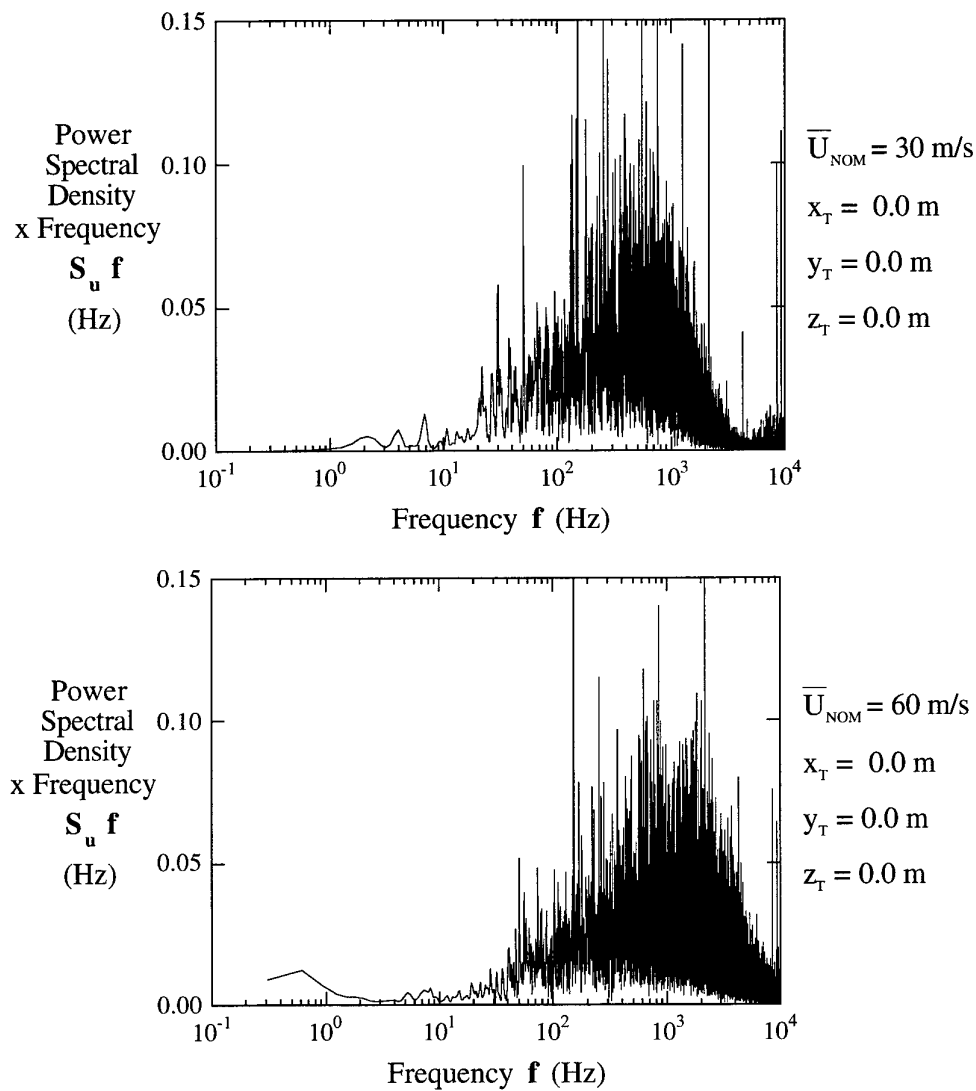 0.15
0.10
0.05
0.00
Power
Spectral
Density
x Frequency
S_u f
(Hz)
10^-1 10^0 10^1 10^2 10^3 10^4
Frequency f (Hz)
U̅_NOM = 30 m/s
x_T = 0.0 m
y_T = 0.0 m
z_T = 0.0 m
0.15
0.10
0.05
0.00
Power
Spectral
Density
x Frequency
S_u f
(Hz)
10^-1 10^0 10^1 10^2 10^3 10^4
Frequency f (Hz)
U̅_NOM = 60 m/s
x_T = 0.0 m
y_T = 0.0 m
z_T = 0.0 m